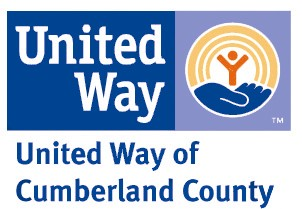 United
Way
TM
United Way of
Cumberland County